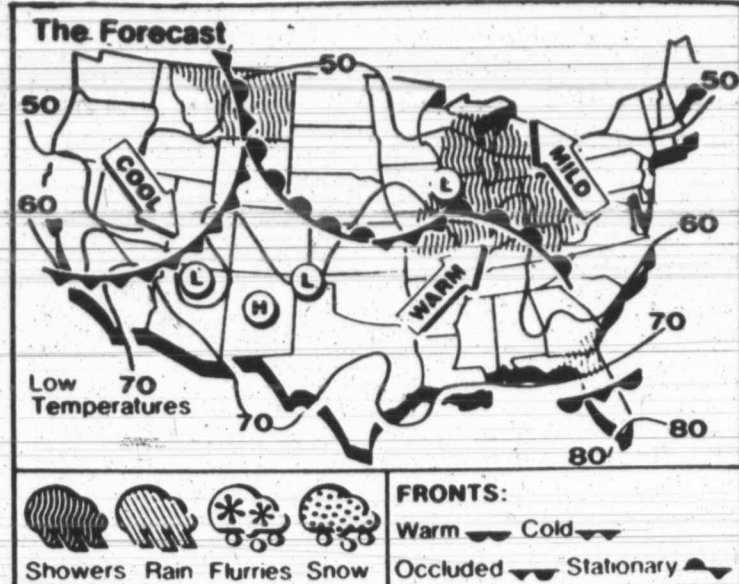 The Forecast
50
50
50
COOL
MILD
L
60
60
L
L
H
WARM
70
Low
Temperatures
70
70
80
80
FRONTS:
Warm Cold
Showers Rain Flurries Snow
Occluded Stationary